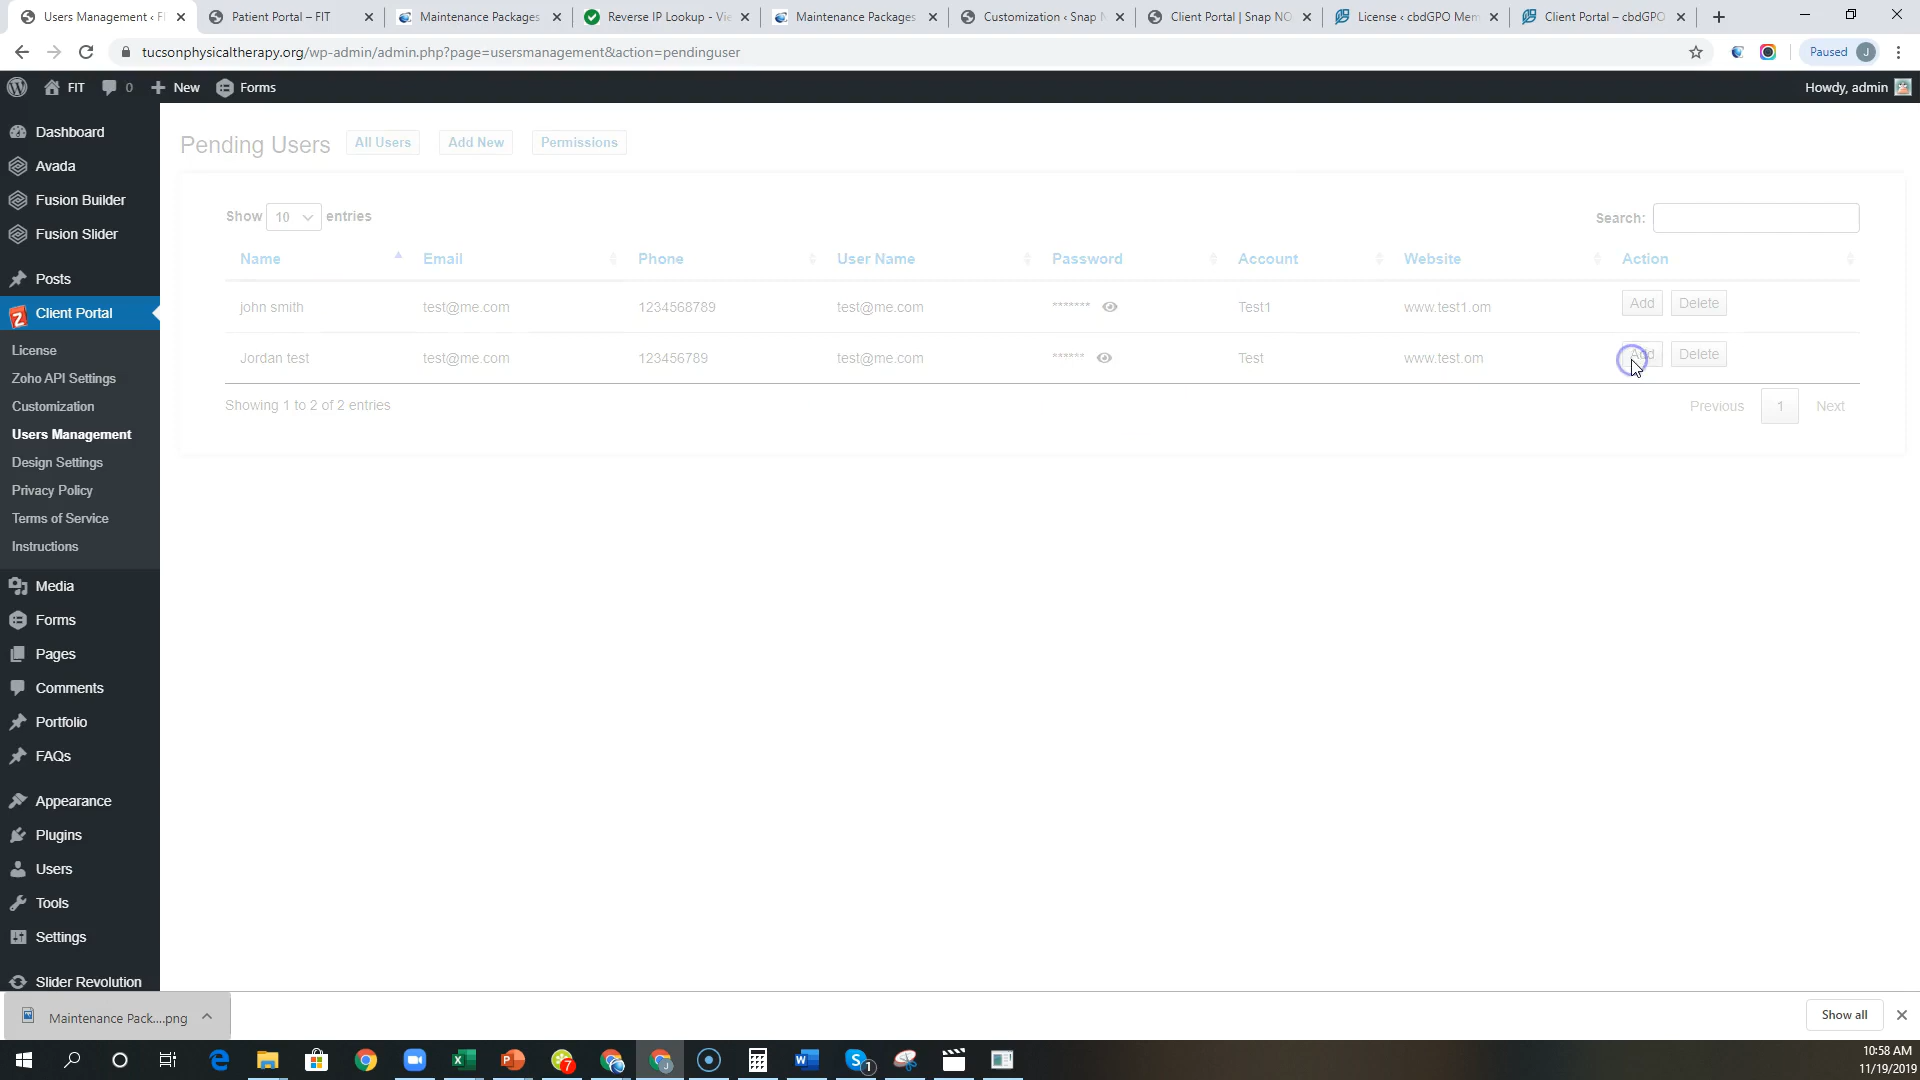 Users Management ‹ FI
Patient Portal – FIT
Maintenance Packages
Reverse IP Lookup - Vie
Maintenance Packages
Customization ‹ Snap N
Client Portal | Snap NO
License ‹ cbdGPO Mem
Client Portal – cbdGPO
tucsonphysicaltherapy.org/wp-admin/admin.php?page=usersmanagement&action=pendinguser
Paused J
FIT 0 New Forms
Howdy, admin
Dashboard
Avada
Fusion Builder
Fusion Slider
Posts
Client Portal
License
Zoho API Settings
Customization
Users Management
Design Settings
Privacy Policy
Terms of Service
Instructions
Media
Forms
Pages
Comments
Portfolio
FAQs
Appearance
Plugins
Users
Tools
Settings
Slider Revolution
Pending Users All Users Add New Permissions
Show 10 entries
Search:
Name Email Phone User Name Password Account Website Action
john smith test@me.com 1234568789 test@me.com ******* Test1 www.test1.om Add Delete
Jordan test test@me.com 123456789 test@me.com ****** Test www.test.om Add Delete
Showing 1 to 2 of 2 entries
Previous 1 Next
Maintenance Pack....png
Show all
7
J
1
10:58 AM
11/19/2019